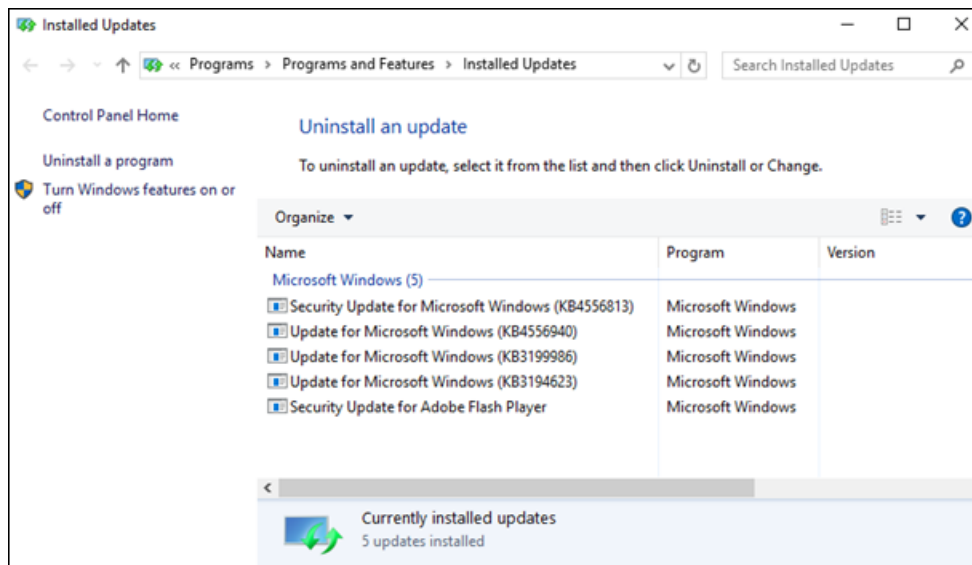 Installed Updates
« Programs > Programs and Features > Installed Updates
Search Installed Updates
Control Panel Home
Uninstall a program
Turn Windows features on or
off
Uninstall an update
To uninstall an update, select it from the list and then click Uninstall or Change.
Organize
Name Program Version
Microsoft Windows (5)
Security Update for Microsoft Windows (KB4556813) Microsoft Windows
Update for Microsoft Windows (KB4556940) Microsoft Windows
Update for Microsoft Windows (KB3199986) Microsoft Windows
Update for Microsoft Windows (KB3194623) Microsoft Windows
Security Update for Adobe Flash Player Microsoft Windows
Currently installed updates
5 updates installed